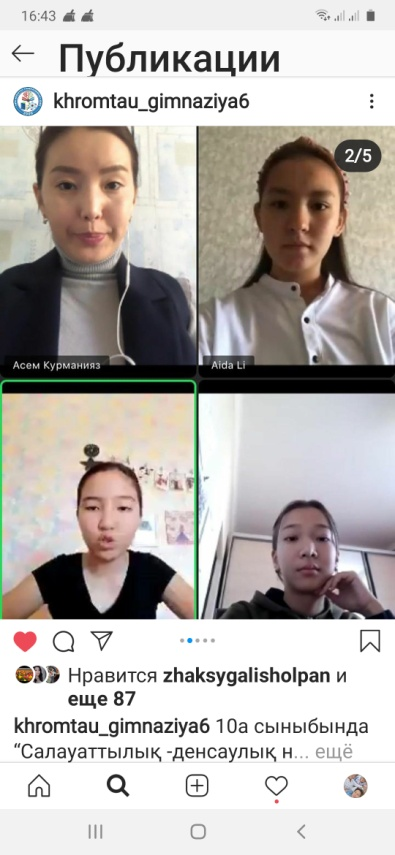 16:43
Публикации
khromtau_gimnaziya6
2/5
Асем Курманияз
Aida Li
Нравится zhaksygalisholpan и
еще 87
khromtau_gimnaziya6 10а сыныбында
“Салауаттылық -денсаулық н... ещё